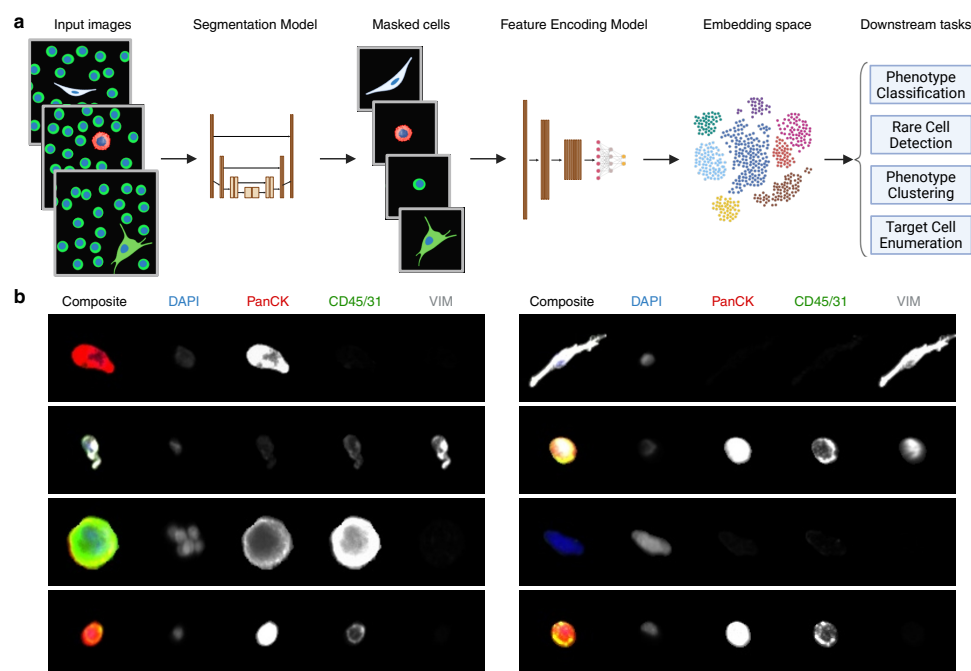 a
Input images
Segmentation Model
Masked cells
Feature Encoding Model
Embedding space
Downstream tasks
Phenotype
Classification
Rare Cell
Detection
Phenotype
Clustering
Target Cell
Enumeration
b
Composite DAPI PanCK CD45/31 VIM
Composite DAPI PanCK CD45/31 VIM